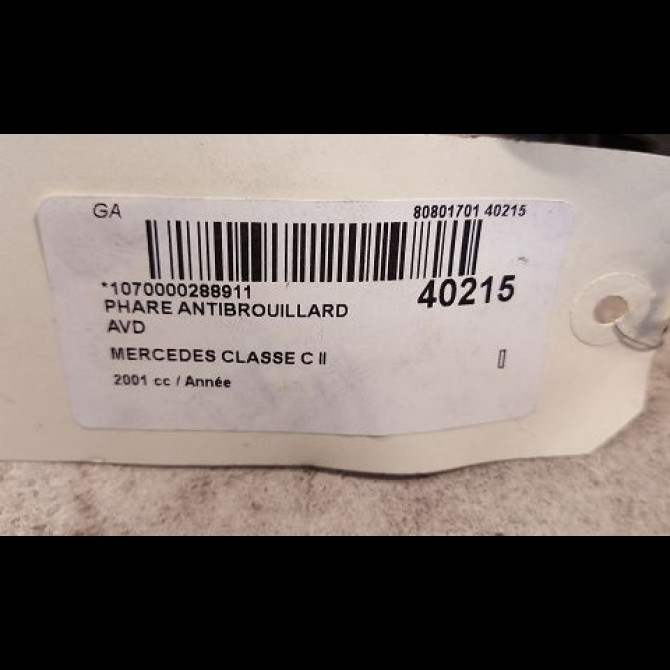 GA 80801701 40215
*1070000288911 40215
PHARE ANTIBROUILLARD
AVD
MERCEDES CLASSE C II
2001 cc / Année